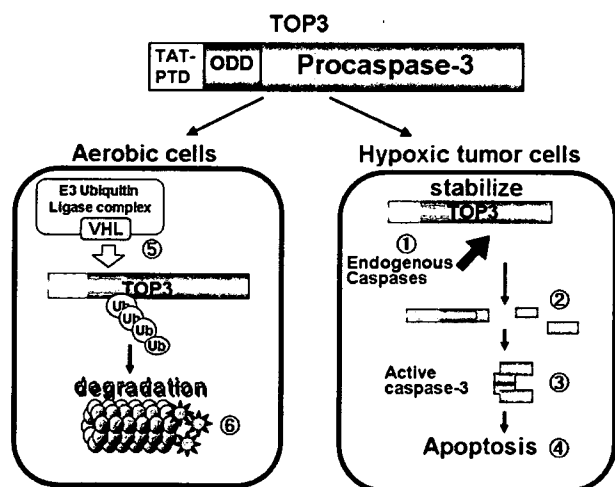 TOP3
TAT-
PTD
ODD
Procaspase-3
Aerobic cells
E3 Ubiquitin
Ligase complex
VHL
⑤
TOP3
Ub
Ub
Ub
Ub
degradation
⑥
Hypoxic tumor cells
stabilize
TOP3
①
Endogenous
Caspases
②
Active
caspase-3
③
Apoptosis ④